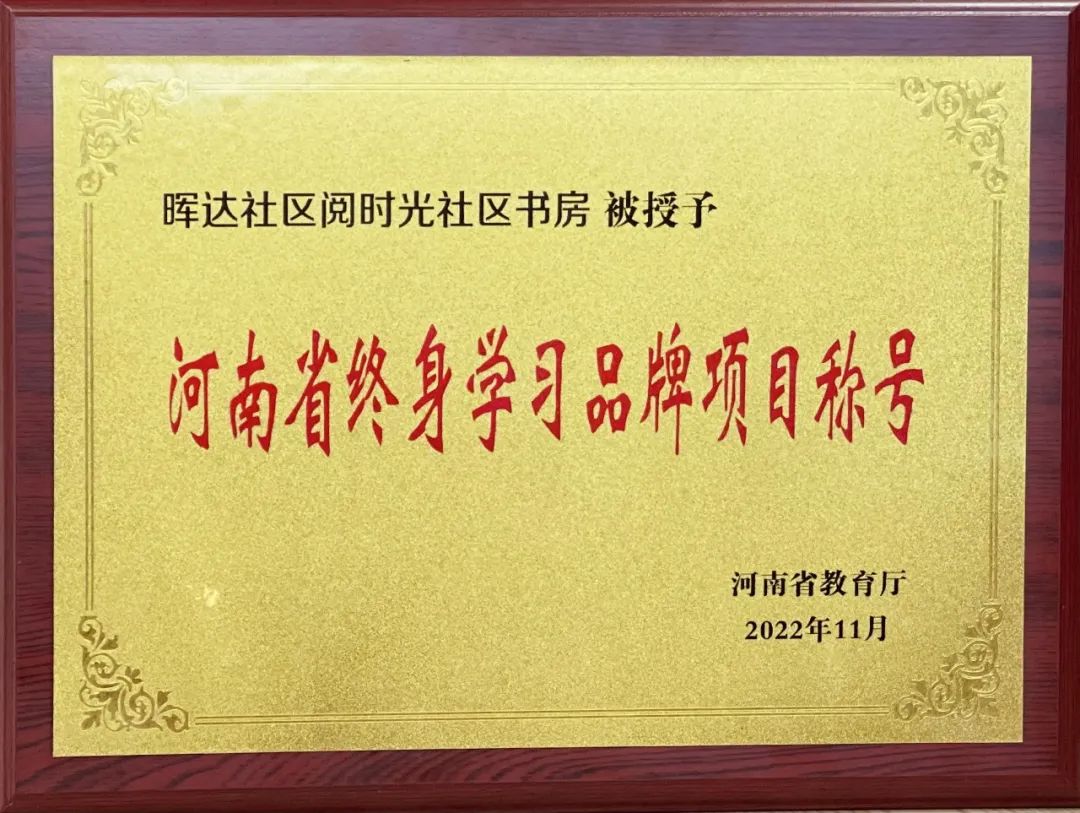 晖达社区阅时光社区书房 被授予
河南省终身学习品牌项目称号
河南省教育厅
2022年11月